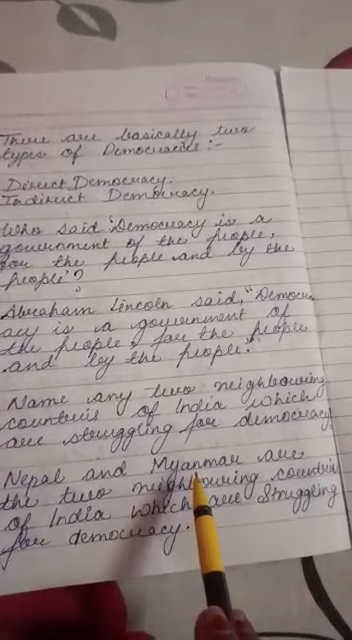 There are basically two
types of Democracies :-
Direct Democracy.
Indirect Democracy.
Who said 'Democracy is a
government of the people,
for the people and by the
people'?
Abraham Lincoln said, "Democr
acy is a government of
the people, for the people
and by the people."
Name any two neighbouring
countries of India which
are struggling for democracy
Nepal and Myanmar are
the two neighbouring countrie
of India which are struggling
for democracy.